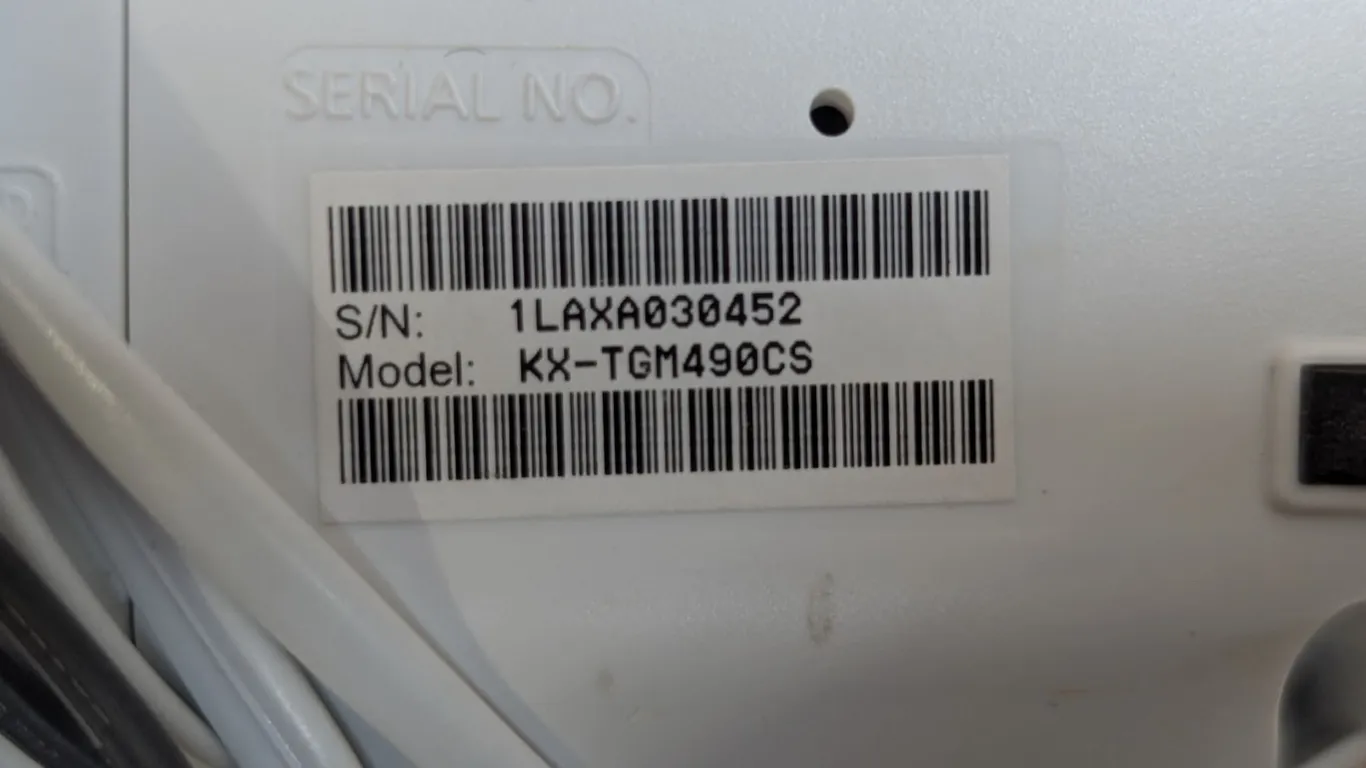 SERIAL NO.
S/N: 1LAXA030452
Model: KX-TGM490CS